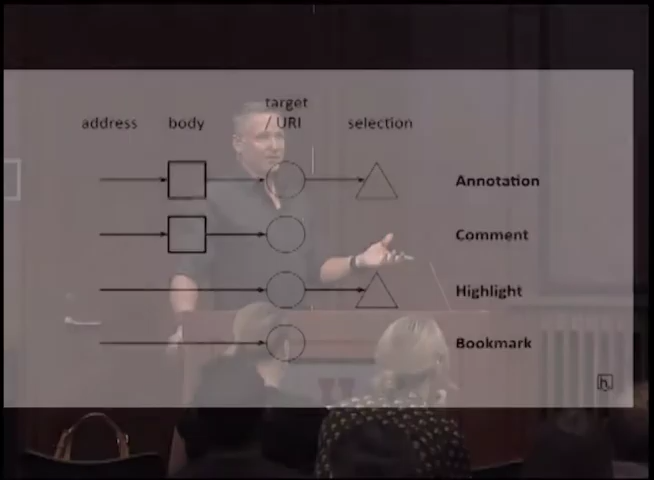 address body target / URI selection
Annotation
Comment
Highlight
Bookmark
h.